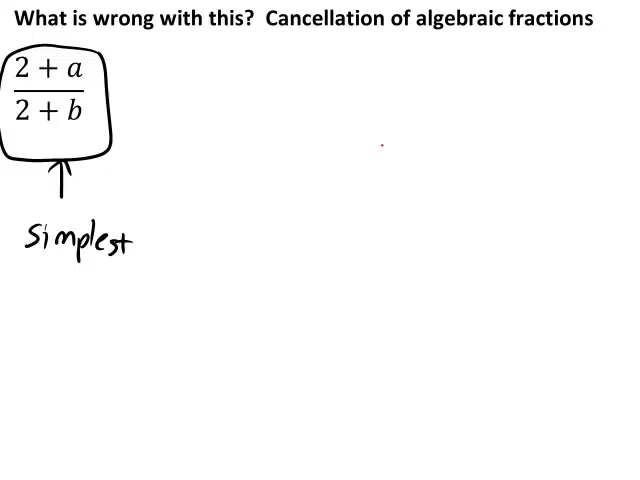 What is wrong with this?  Cancellation of algebraic fractions
2 + a
2 + b
Simplest